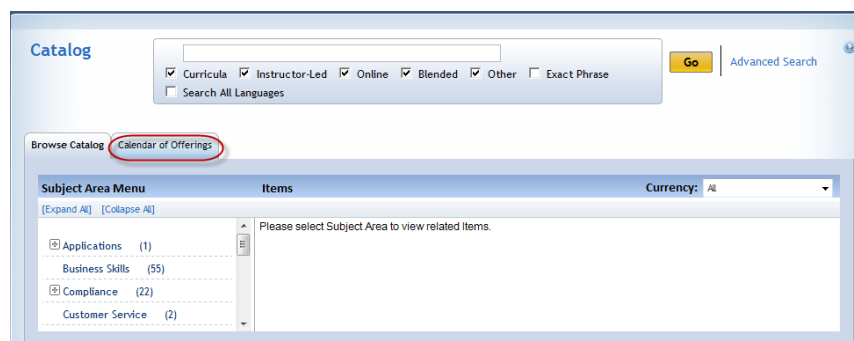 Catalog
Curricula Instructor-Led Online Blended Other Exact Phrase
Search All Languages
Go
Advanced Search
Browse Catalog
Calendar of Offerings
Subject Area Menu
Items
Currency: All
[Expand All] [Collapse All]
Please select Subject Area to view related Items.
Applications (1)
Business Skills (55)
Compliance (22)
Customer Service (2)